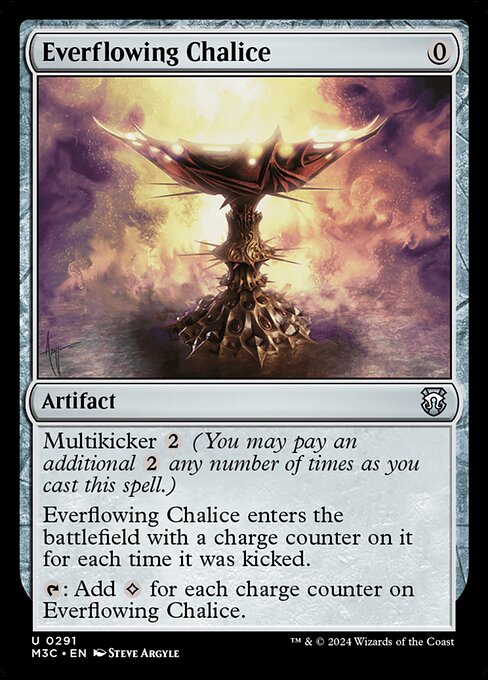 Everflowing Chalice 0
Artifact
Multikicker 2 (You may pay an
additional 2 any number of times as you
cast this spell.)
Everflowing Chalice enters the
battlefield with a charge counter on it
for each time it was kicked.
: Add for each charge counter on
Everflowing Chalice.
U 0291
M3C • EN Steve Argyle
™ & © 2024 Wizards of the Coast